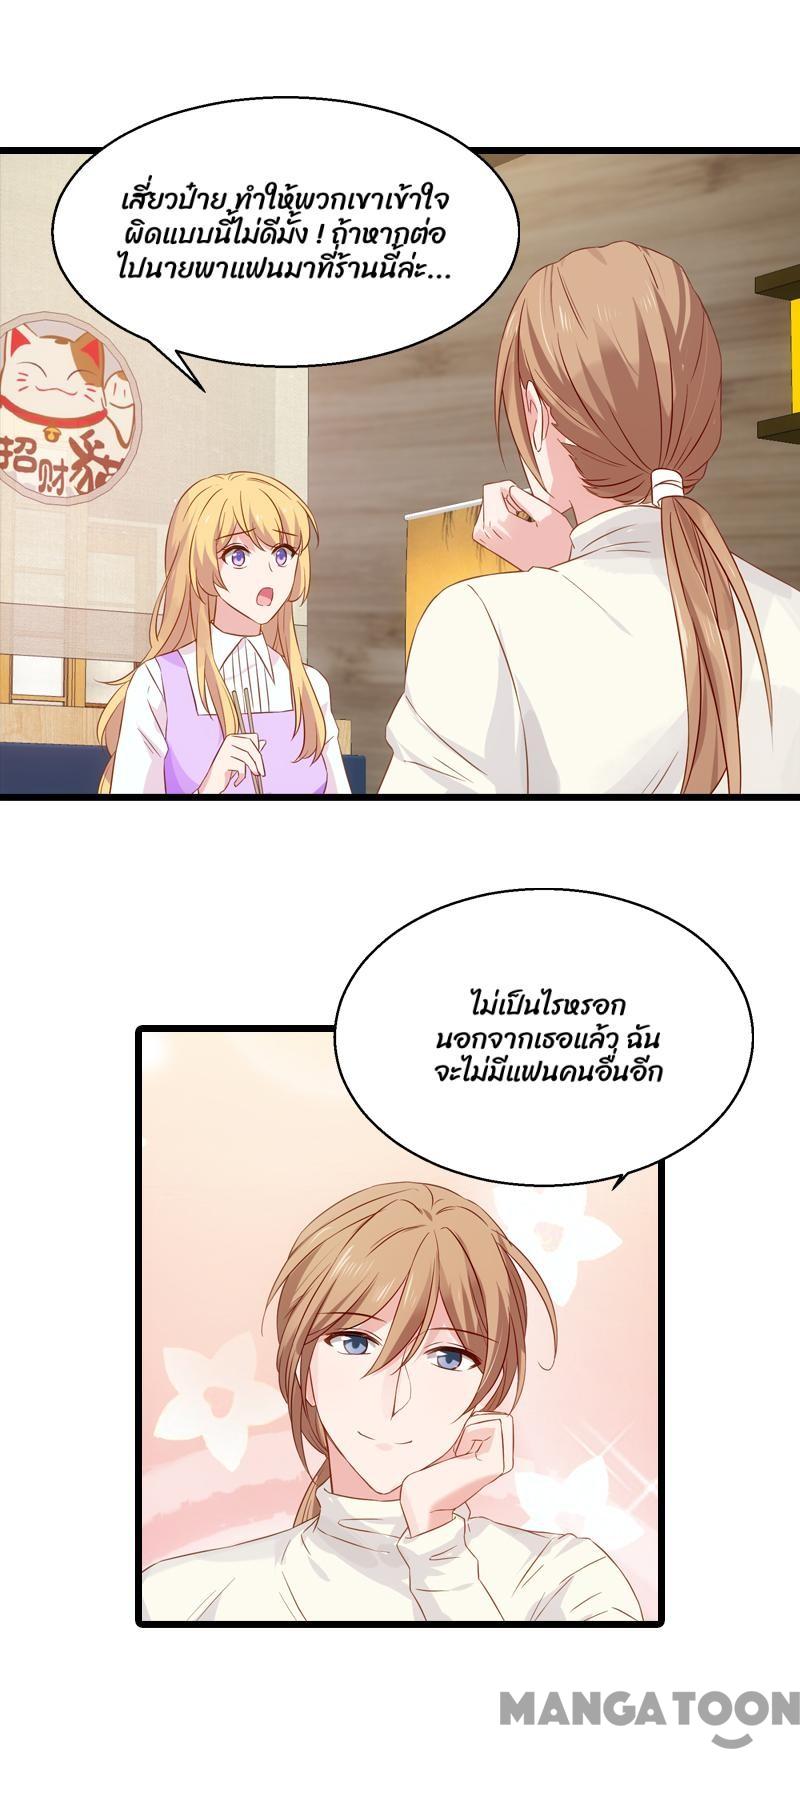 เสี่ยวป๋าย ทำให้พวกเขาเข้าใจ
ผิดแบบนี้ไม่ดีมั้ง ! ถ้าหากต่อ
ไปนายพาแฟนมาที่ร้านนี้ล่ะ...
招财猫
ไม่เป็นไรหรอก
นอกจากเธอแล้ว ฉัน
จะไม่มีแฟนคนอื่นอีก
MANGATOON